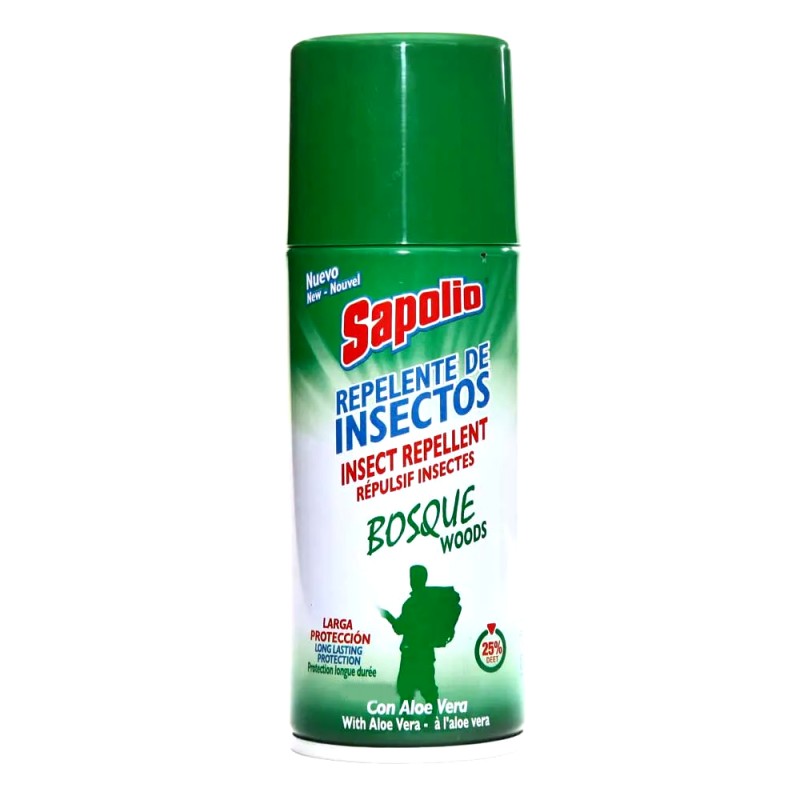 Nuevo
New - Nouvel
Sapolio
REPELENTE DE
INSECTOS
INSECT REPELLENT
RÉPULSIF INSECTES
BOSQUE
WOODS
LARGA
PROTECCIÓN
LONG LASTING
PROTECTION
Protection longue durée
25%
DEET
Con Aloe Vera
With Aloe Vera - à l'aloe vera